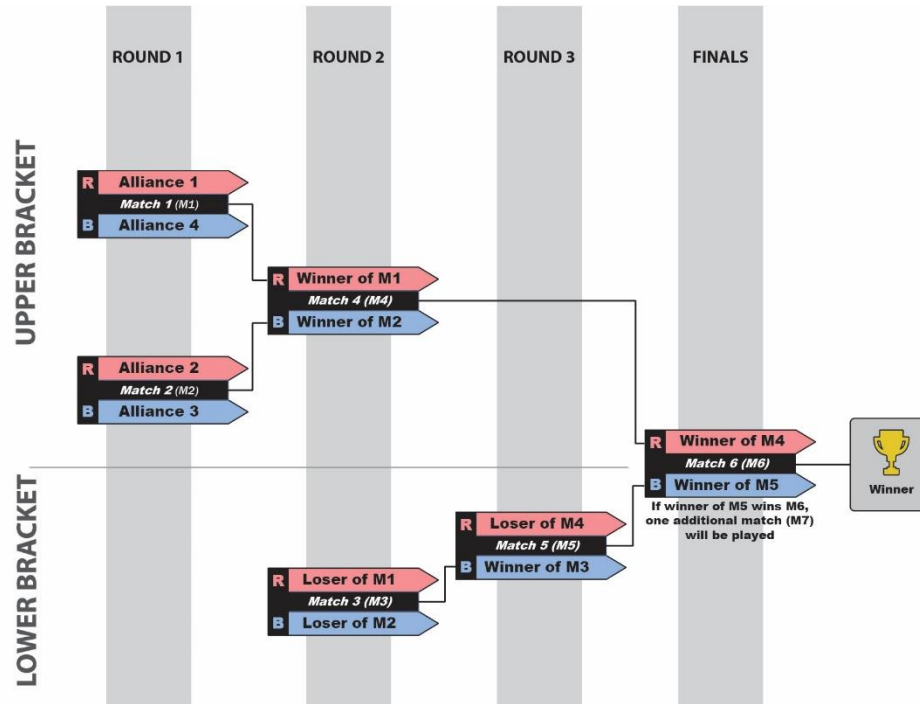 ROUND 1
ROUND 2
ROUND 3
FINALS
UPPER BRACKET
R Alliance 1
Match 1 (M1)
B Alliance 4
R Winner of M1
Match 4 (M4)
B Winner of M2
R Alliance 2
Match 2 (M2)
B Alliance 3
R Winner of M4
Match 6 (M6)
B Winner of M5
If winner of M5 wins M6,
one additional match (M7)
will be played
Winner
LOWER BRACKET
R Loser of M4
Match 5 (M5)
B Winner of M3
R Loser of M1
Match 3 (M3)
B Loser of M2